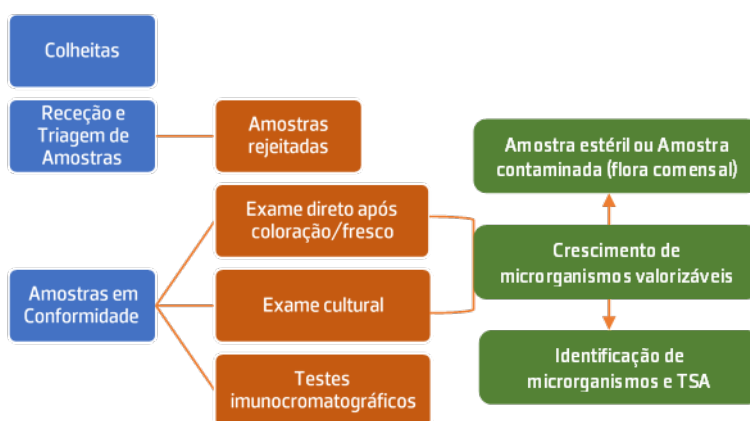 Colheitas
Receção e
Triagem de
Amostras
Amostras
rejeitadas
Amostras em
Conformidade
Exame direto após
coloração/fresco
Exame cultural
Testes
imunocromatográficos
Amostra estéril ou Amostra
contaminada (flora comensal)
Crescimento de
microrganismos valorizáveis
Identificação de
microrganismos e TSA